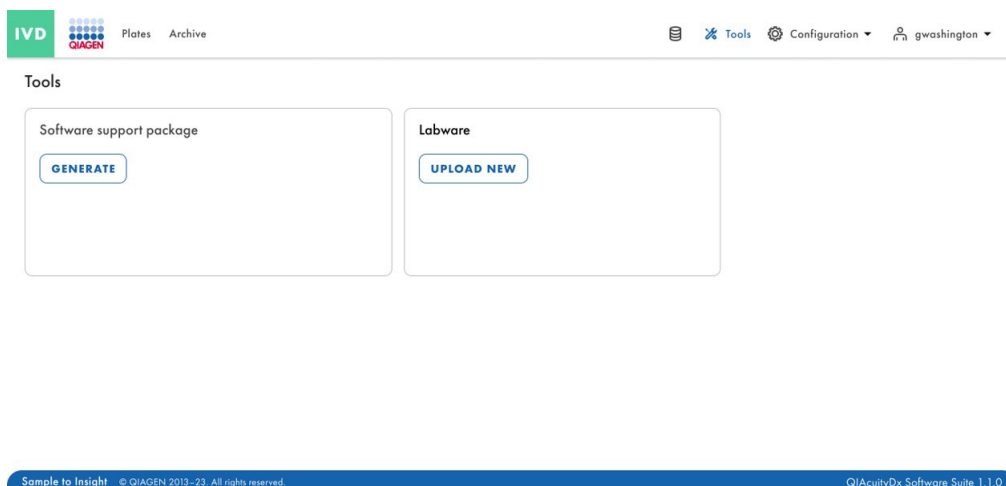 IVD QIAGEN Plates Archive Tools Configuration gwashington
Tools
Software support package
GENERATE
Labware
UPLOAD NEW
Sample to Insight © QIAGEN 2013–23. All rights reserved. QIAcuityDx Software Suite 1.1.0